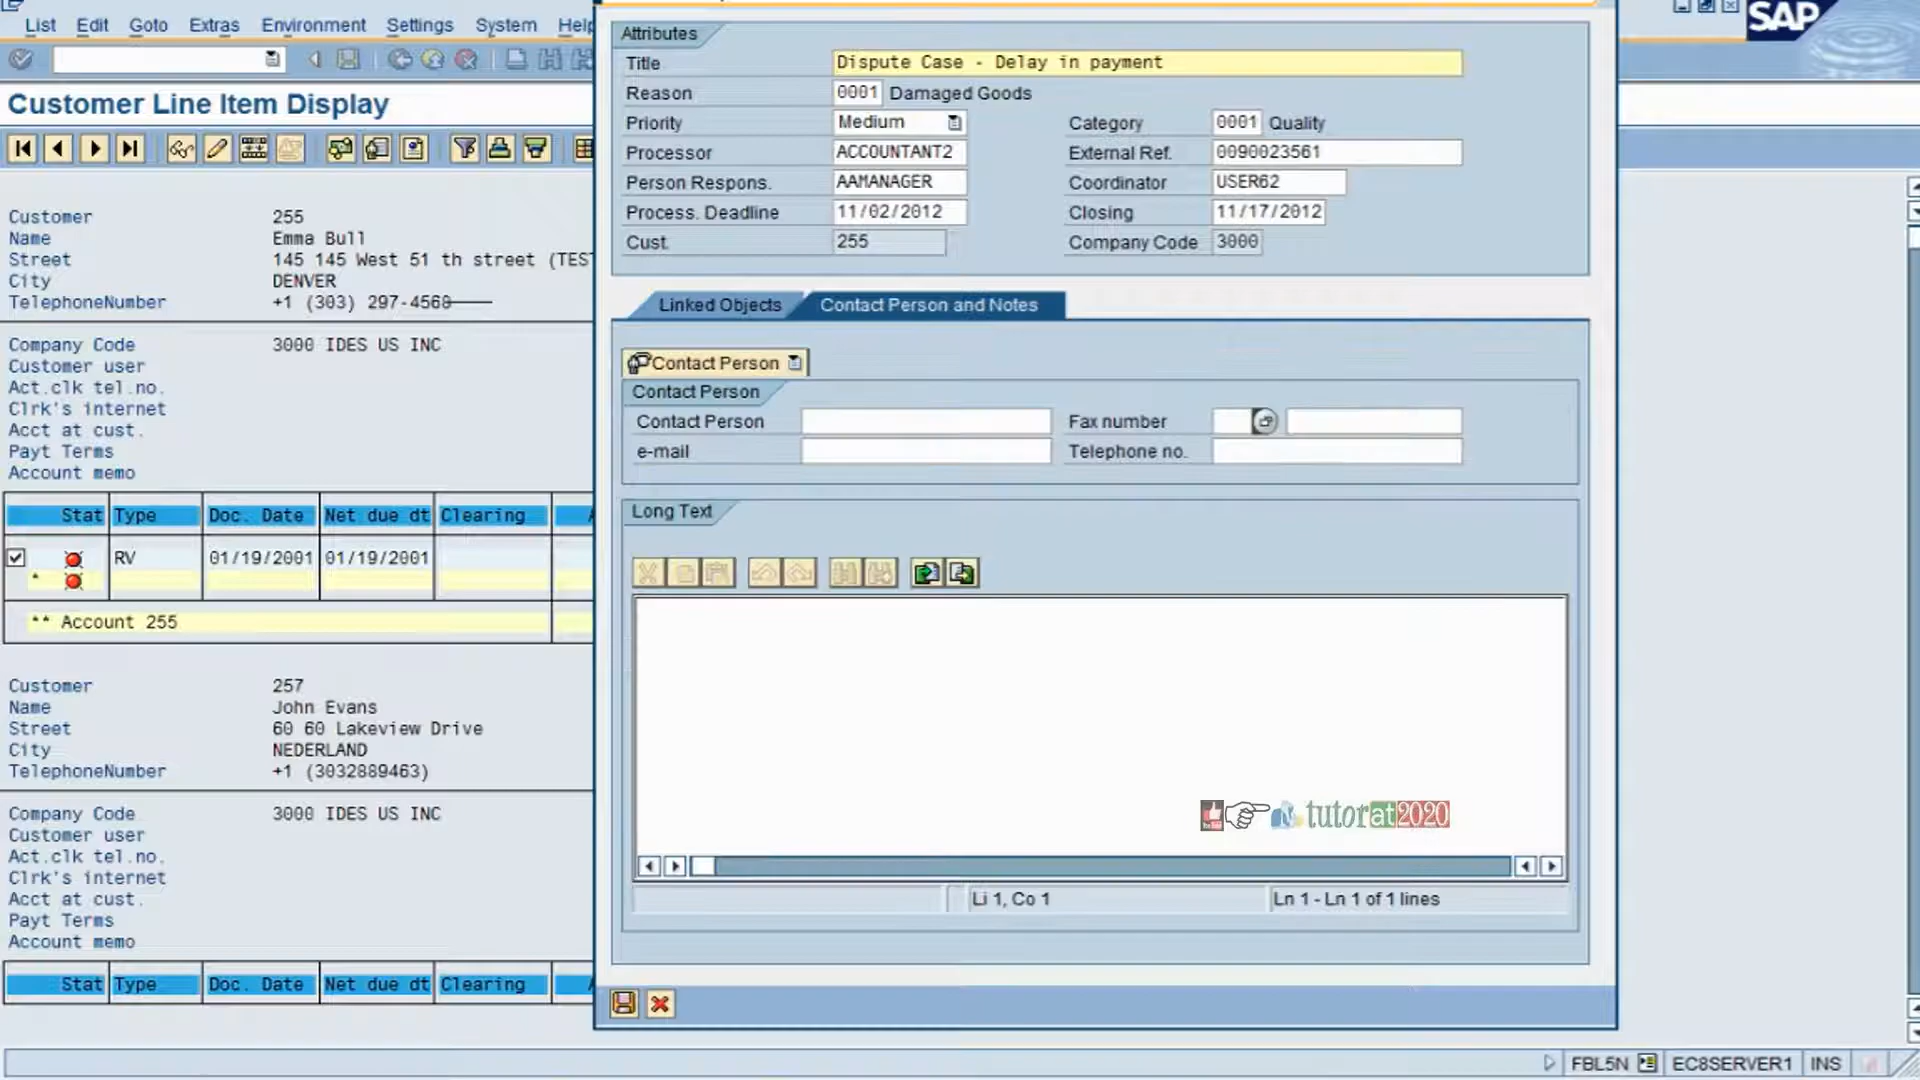 List Edit Goto Extras Environment Settings System Help
SAP
Customer Line Item Display
Customer 255
Name Emma Bull
Street 145 145 West 51 th street (TES
City DENVER
TelephoneNumber +1 (303) 297-4568
Company Code 3000 IDES US INC
Customer user
Act.clk tel.no.
Clrk's internet
Acct at cust.
Payt Terms
Account memo
Stat Type Doc. Date Net due dt Clearing
RV 01/19/2001 01/19/2001
*
** Account 255
Customer 257
Name John Evans
Street 60 60 Lakeview Drive
City NEDERLAND
TelephoneNumber +1 (3032889463)
Company Code 3000 IDES US INC
Customer user
Act.clk tel.no.
Clrk's internet
Acct at cust.
Payt Terms
Account memo
Stat Type Doc. Date Net due dt Clearing
Attributes
Title Dispute Case - Delay in payment
Reason 0001 Damaged Goods
Priority Medium Category 0001 Quality
Processor ACCOUNTANT2 External Ref. 0090023561
Person Respons. AAMANAGER Coordinator USER62
Process. Deadline 11/02/2012 Closing 11/17/2012
Cust. 255 Company Code 3000
Linked Objects Contact Person and Notes
Contact Person
Contact Person
Contact Person Fax number
e-mail Telephone no.
Long Text
tutorat2020
Li 1, Co 1 Ln 1 - Ln 1 of 1 lines
FBL5N EC8SERVER1 INS